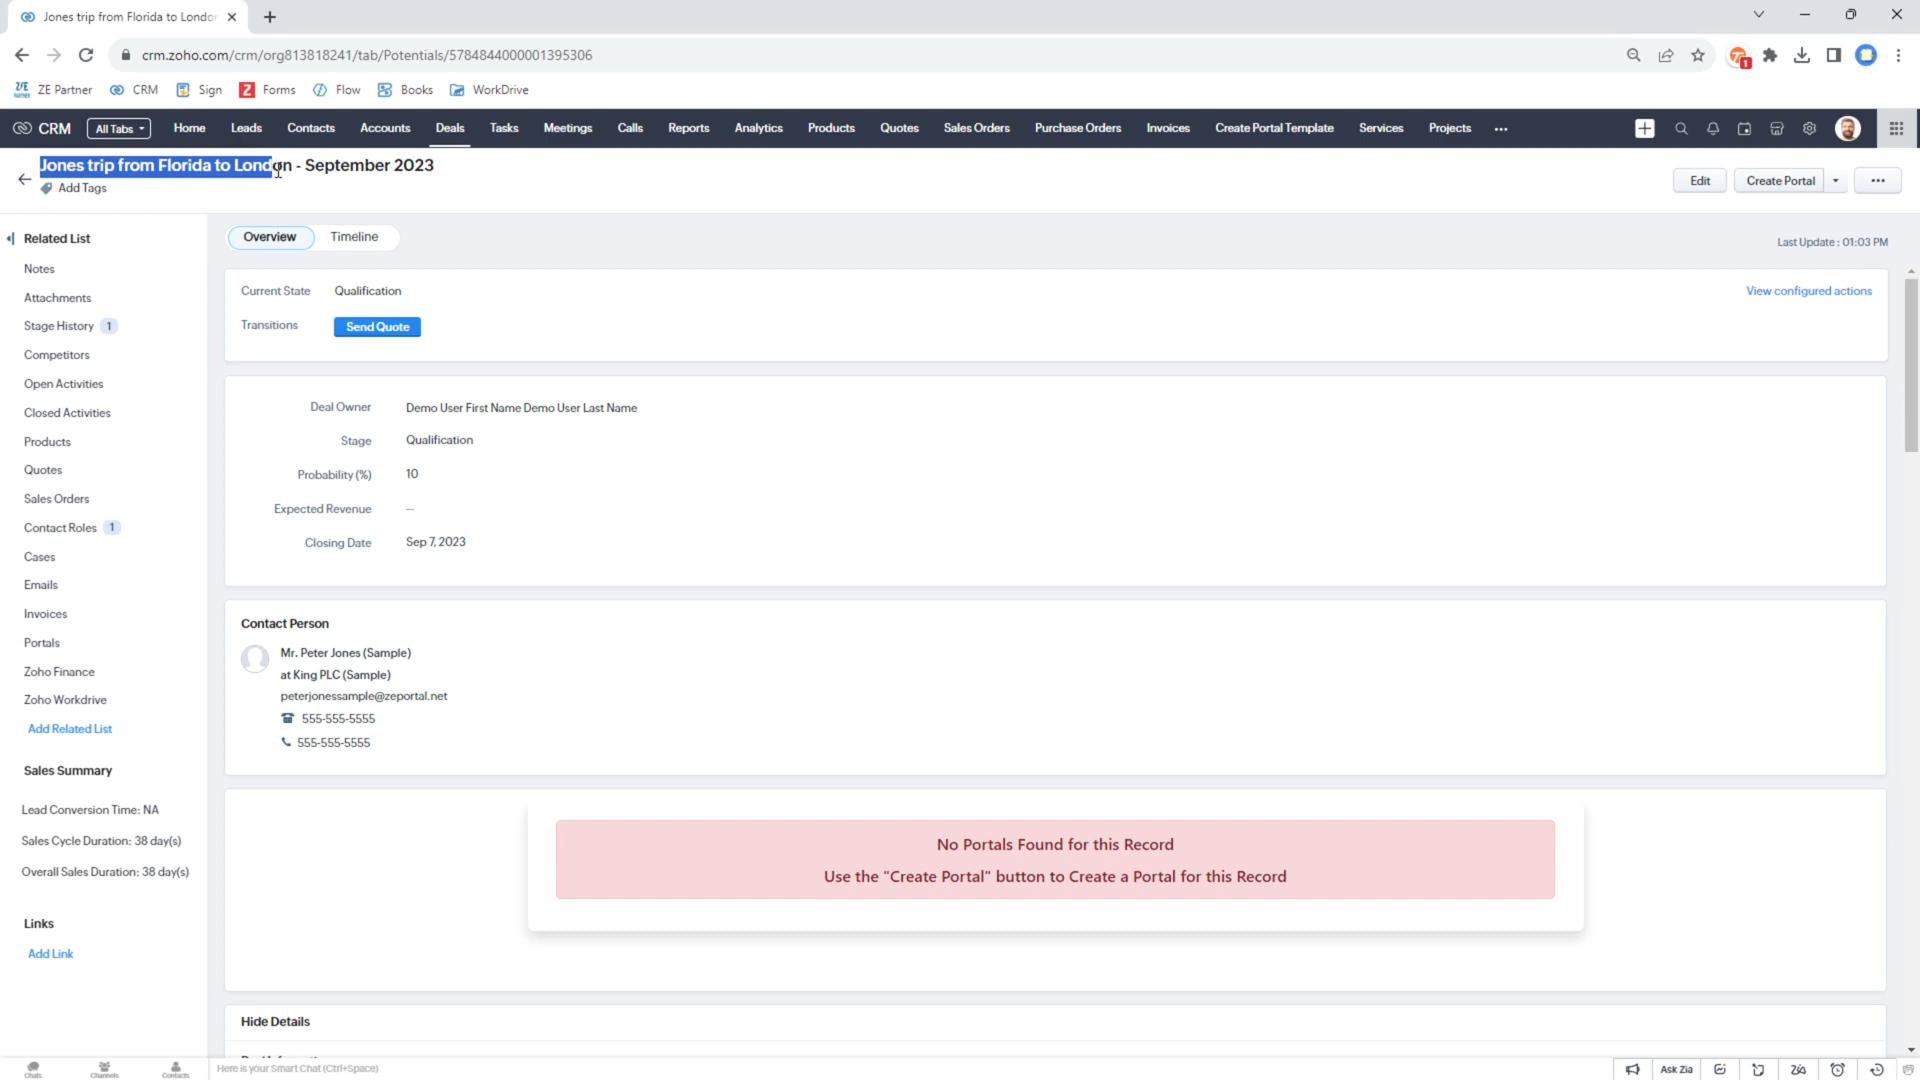 Jones trip from Florida to London
crm.zoho.com/crm/org813818241/tab/Potentials/5784844000001395306
1
ZE Partner CRM Sign Forms Flow Books WorkDrive
CRM All Tabs Home Leads Contacts Accounts Deals Tasks Meetings Calls Reports Analytics Products Quotes Sales Orders Purchase Orders Invoices Create Portal Template Services Projects
Jones trip from Florida to London - September 2023
Add Tags
Edit Create Portal
Related List
Notes
Attachments
Stage History 1
Competitors
Open Activities
Closed Activities
Products
Quotes
Sales Orders
Contact Roles 1
Cases
Emails
Invoices
Portals
Zoho Finance
Zoho Workdrive
Add Related List
Sales Summary
Lead Conversion Time: NA
Sales Cycle Duration: 38 day(s)
Overall Sales Duration: 38 day(s)
Links
Add Link
Overview Timeline
Last Update : 01:03 PM
Current State Qualification
View configured actions
Transitions Send Quote
Deal Owner Demo User First Name Demo User Last Name
Stage Qualification
Probability (%) 10
Expected Revenue —
Closing Date Sep 7, 2023
Contact Person
Mr. Peter Jones (Sample)
at King PLC (Sample)
peterjonessample@zeportal.net
555-555-5555
555-555-5555
No Portals Found for this Record
Use the "Create Portal" button to Create a Portal for this Record
Hide Details
Chats Channels Contacts
Here is your Smart Chat (Ctrl+Space)
Ask Zia